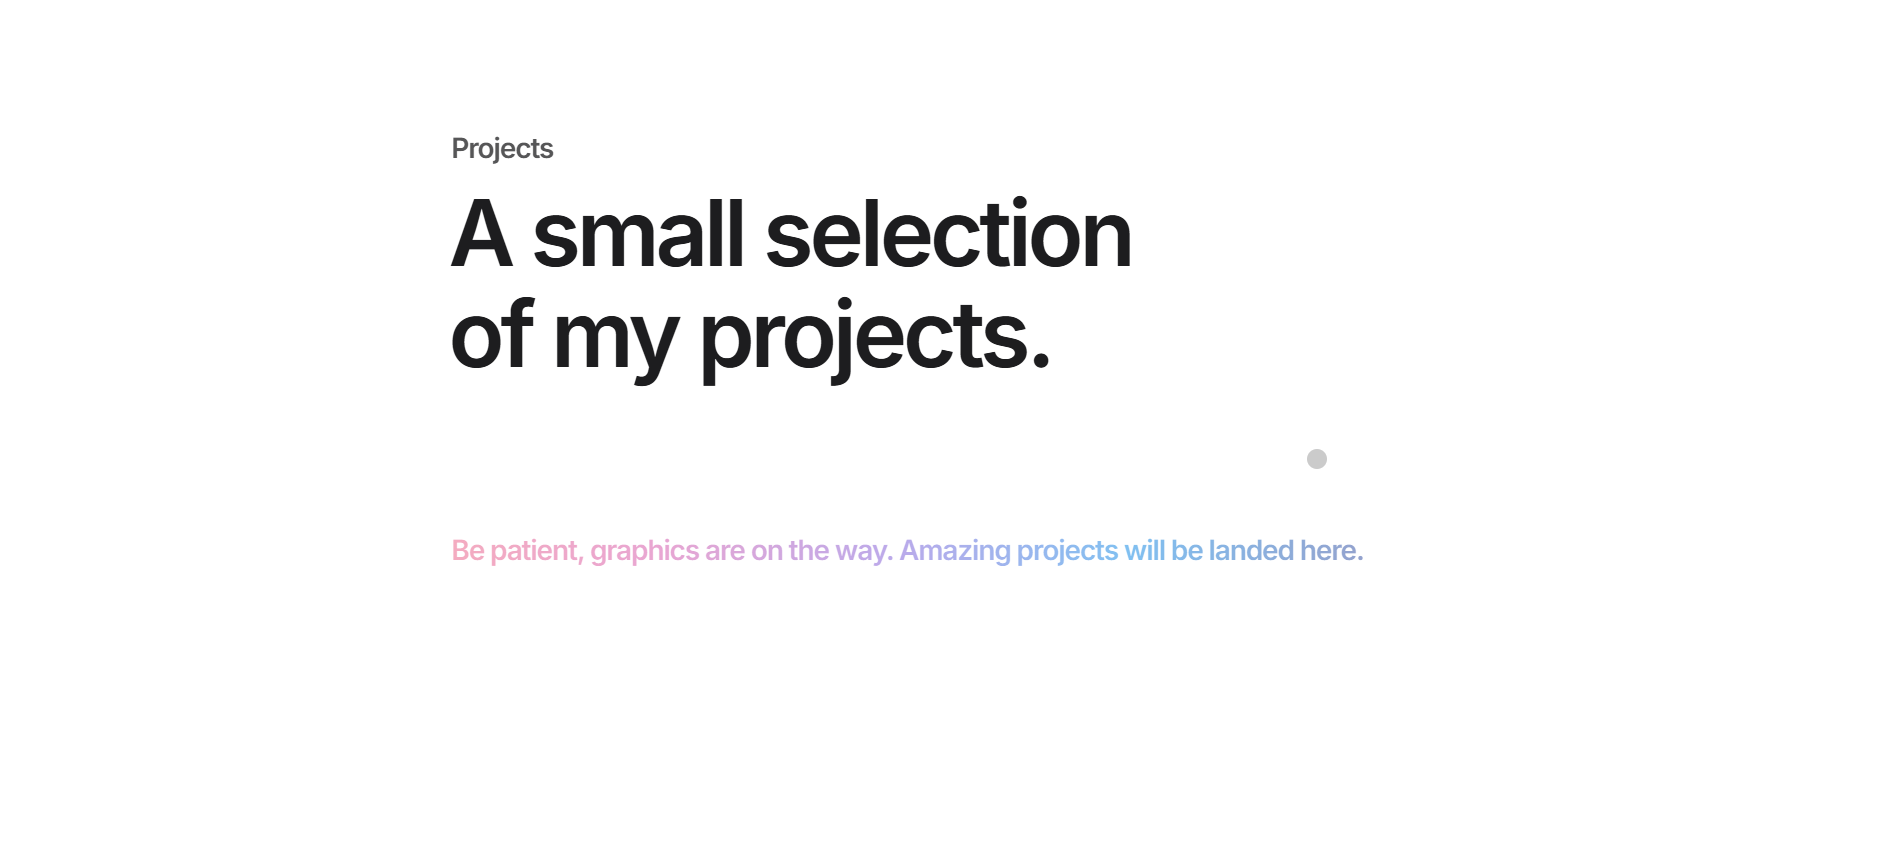 Projects
A small selection
of my projects.
Be patient, graphics are on the way. Amazing projects will be landed here.